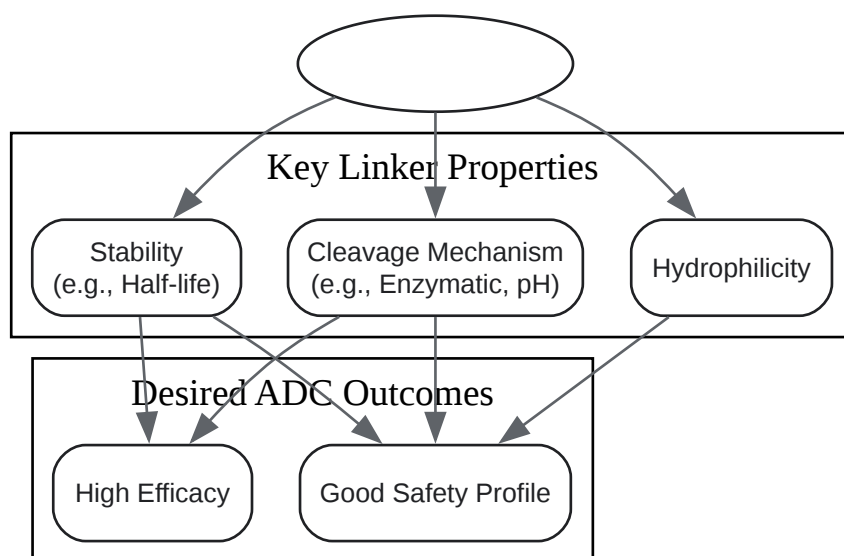 Key Linker Properties
Stability
(e.g., Half-life)
Cleavage Mechanism
(e.g., Enzymatic, pH)
Hydrophilicity
Desired ADC Outcomes
High Efficacy
Good Safety Profile